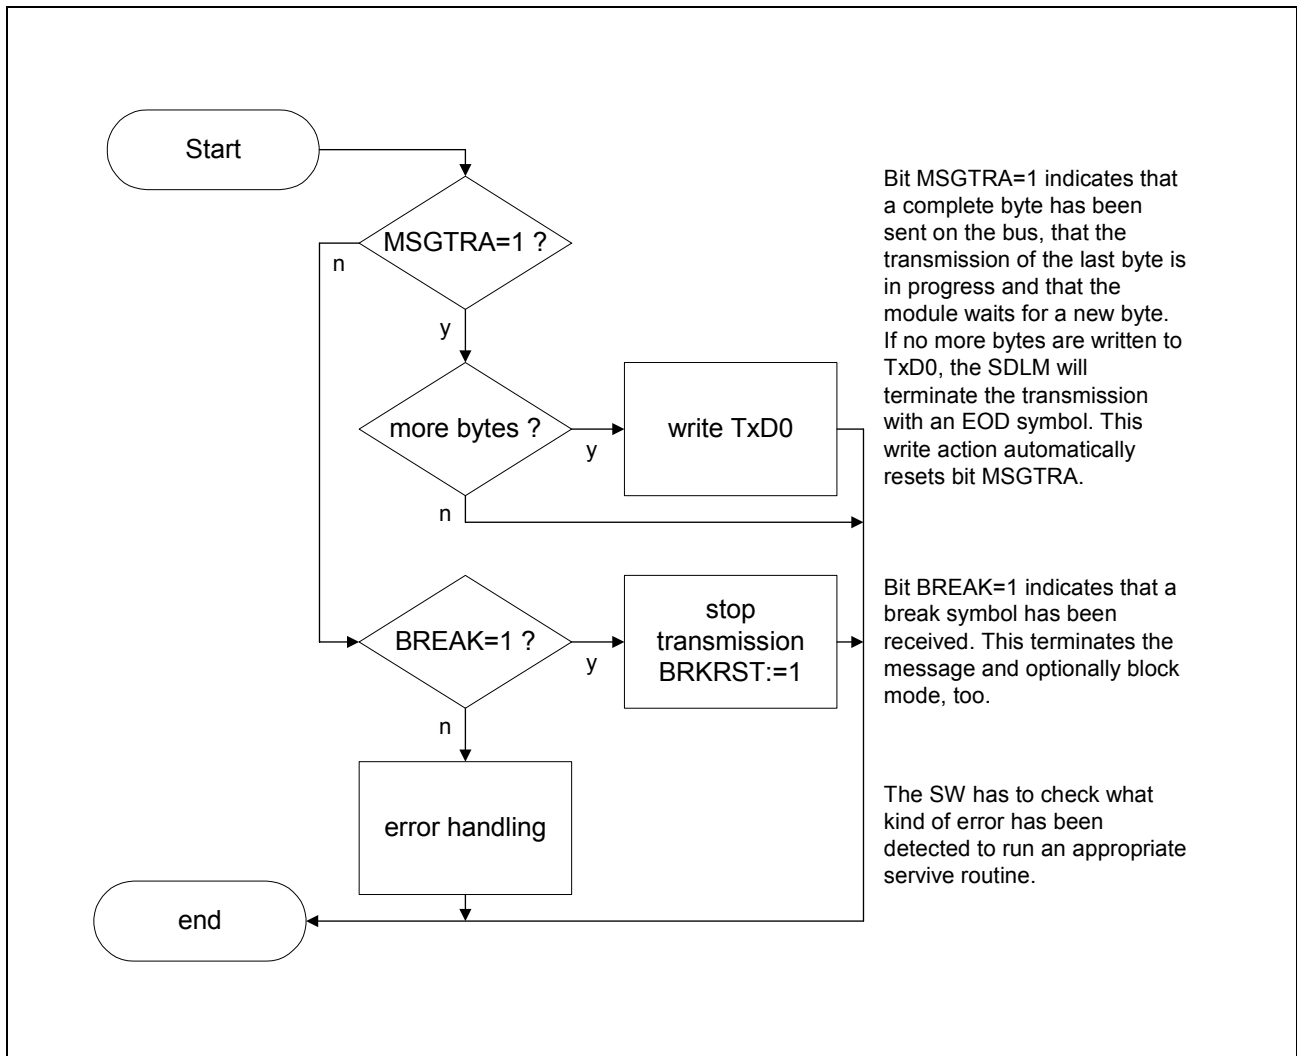 Start
MSGTRA=1 ?
n
y
more bytes ?
y
write TxD0
n
BREAK=1 ?
y
stop
transmission
BRKRST:=1
n
error handling
end
Bit MSGTRA=1 indicates that
a complete byte has been
sent on the bus, that the
transmission of the last byte is
in progress and that the
module waits for a new byte.
If no more bytes are written to
TxD0, the SDLM will
terminate the transmission
with an EOD symbol. This
write action automatically
resets bit MSGTRA.
Bit BREAK=1 indicates that a
break symbol has been
received. This terminates the
message and optionally block
mode, too.
The SW has to check what
kind of error has been
detected to run an appropriate
servive routine.